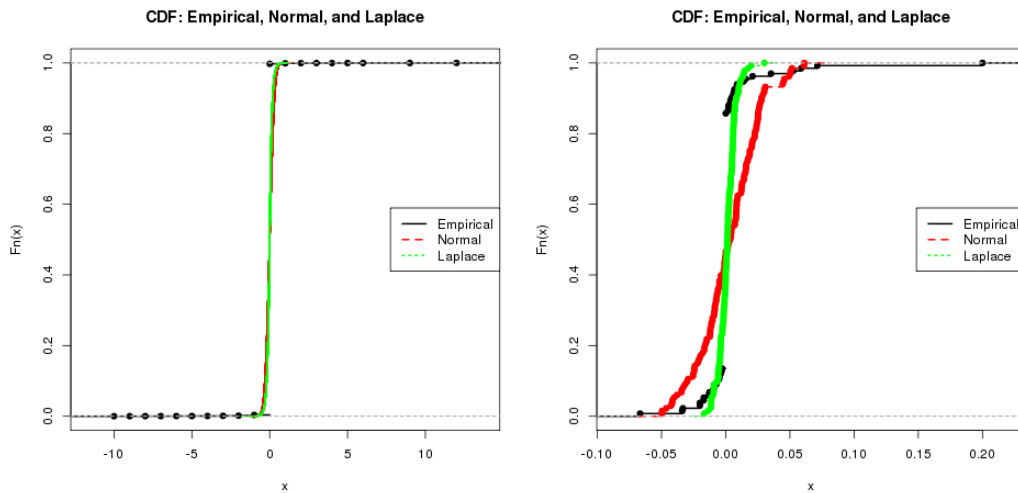 CDF: Empirical, Normal, and Laplace
Fn(x)
1.0
0.8
0.6
0.4
0.2
0.0
Empirical
Normal
Laplace
-10
-5
0
5
10
x
CDF: Empirical, Normal, and Laplace
Fn(x)
1.0
0.8
0.6
0.4
0.2
0.0
Empirical
Normal
Laplace
-0.10
-0.05
0.00
0.05
0.10
0.15
0.20
x